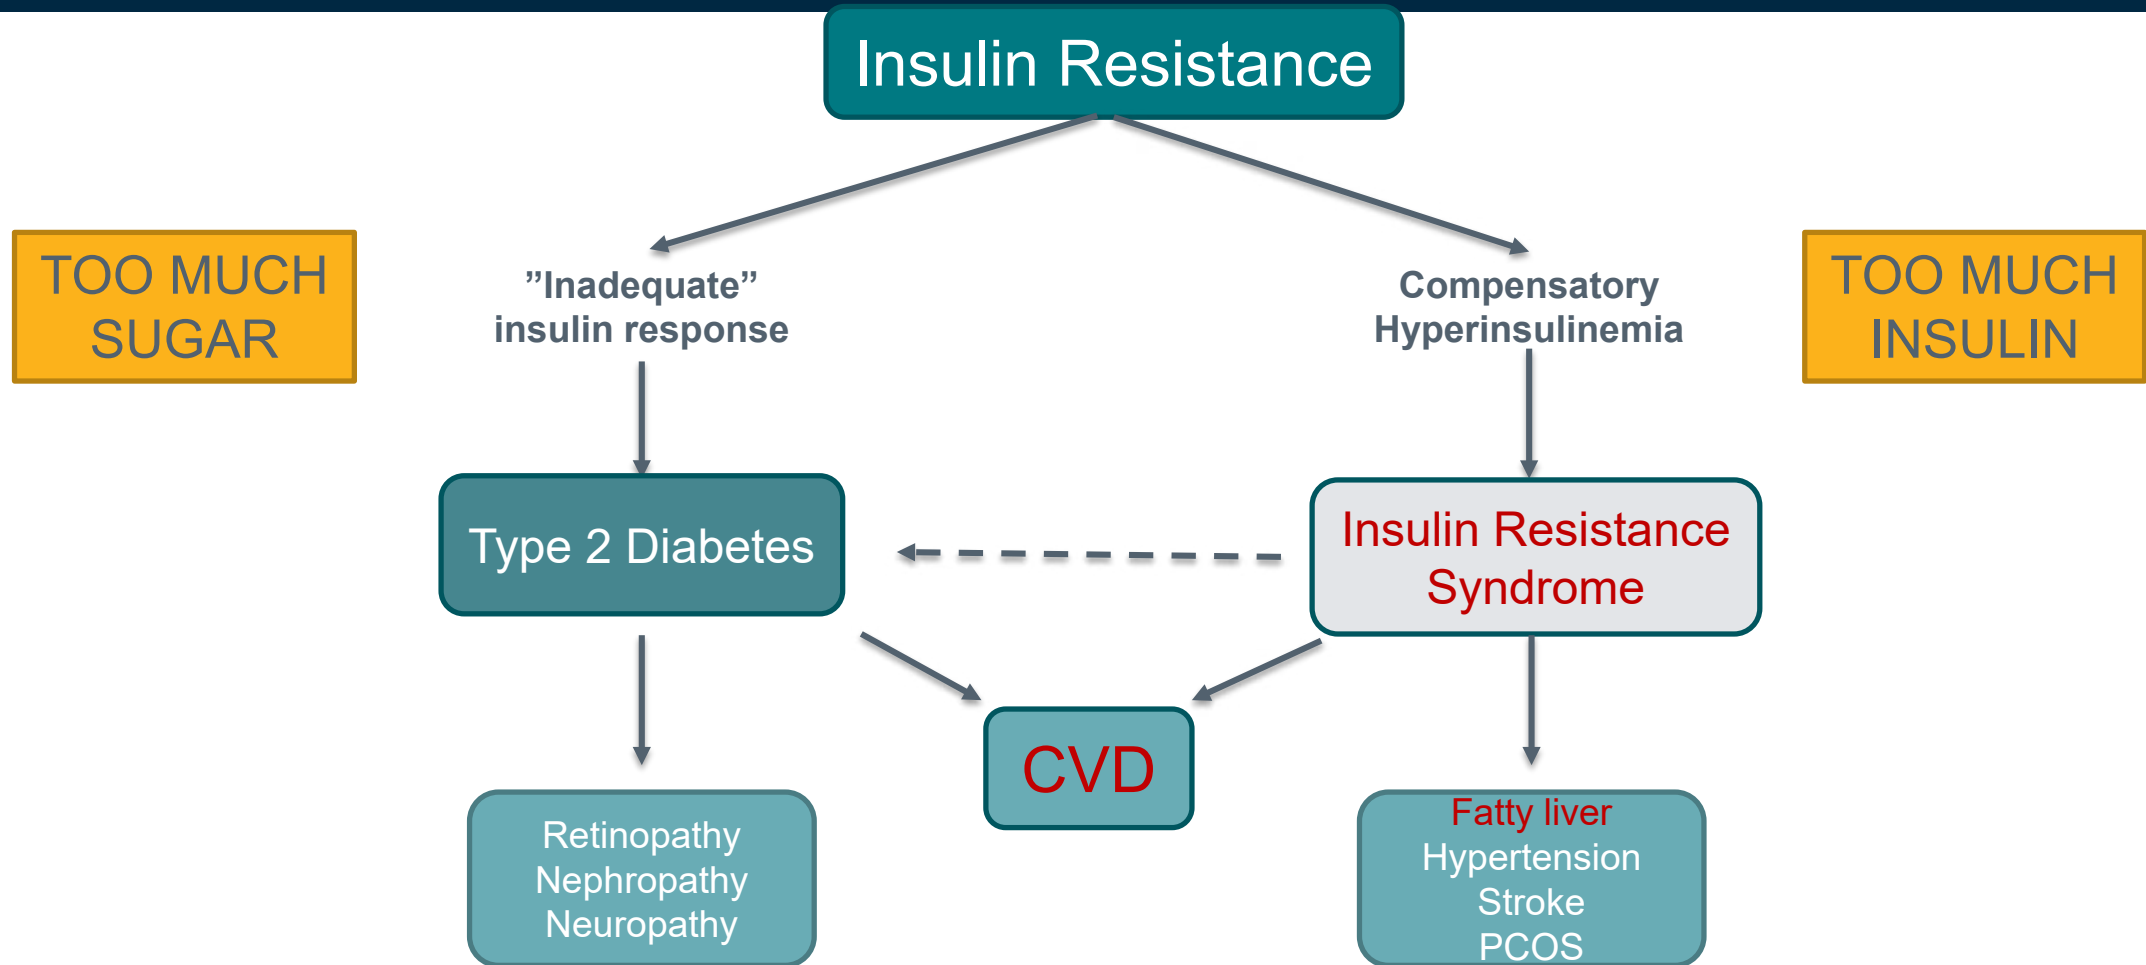 Insulin Resistance
TOO MUCH
SUGAR
”Inadequate”
insulin response
Compensatory
Hyperinsulinemia
TOO MUCH
INSULIN
Type 2 Diabetes
Insulin Resistance
Syndrome
CVD
Retinopathy
Nephropathy
Neuropathy
Fatty liver
Hypertension
Stroke
PCOS